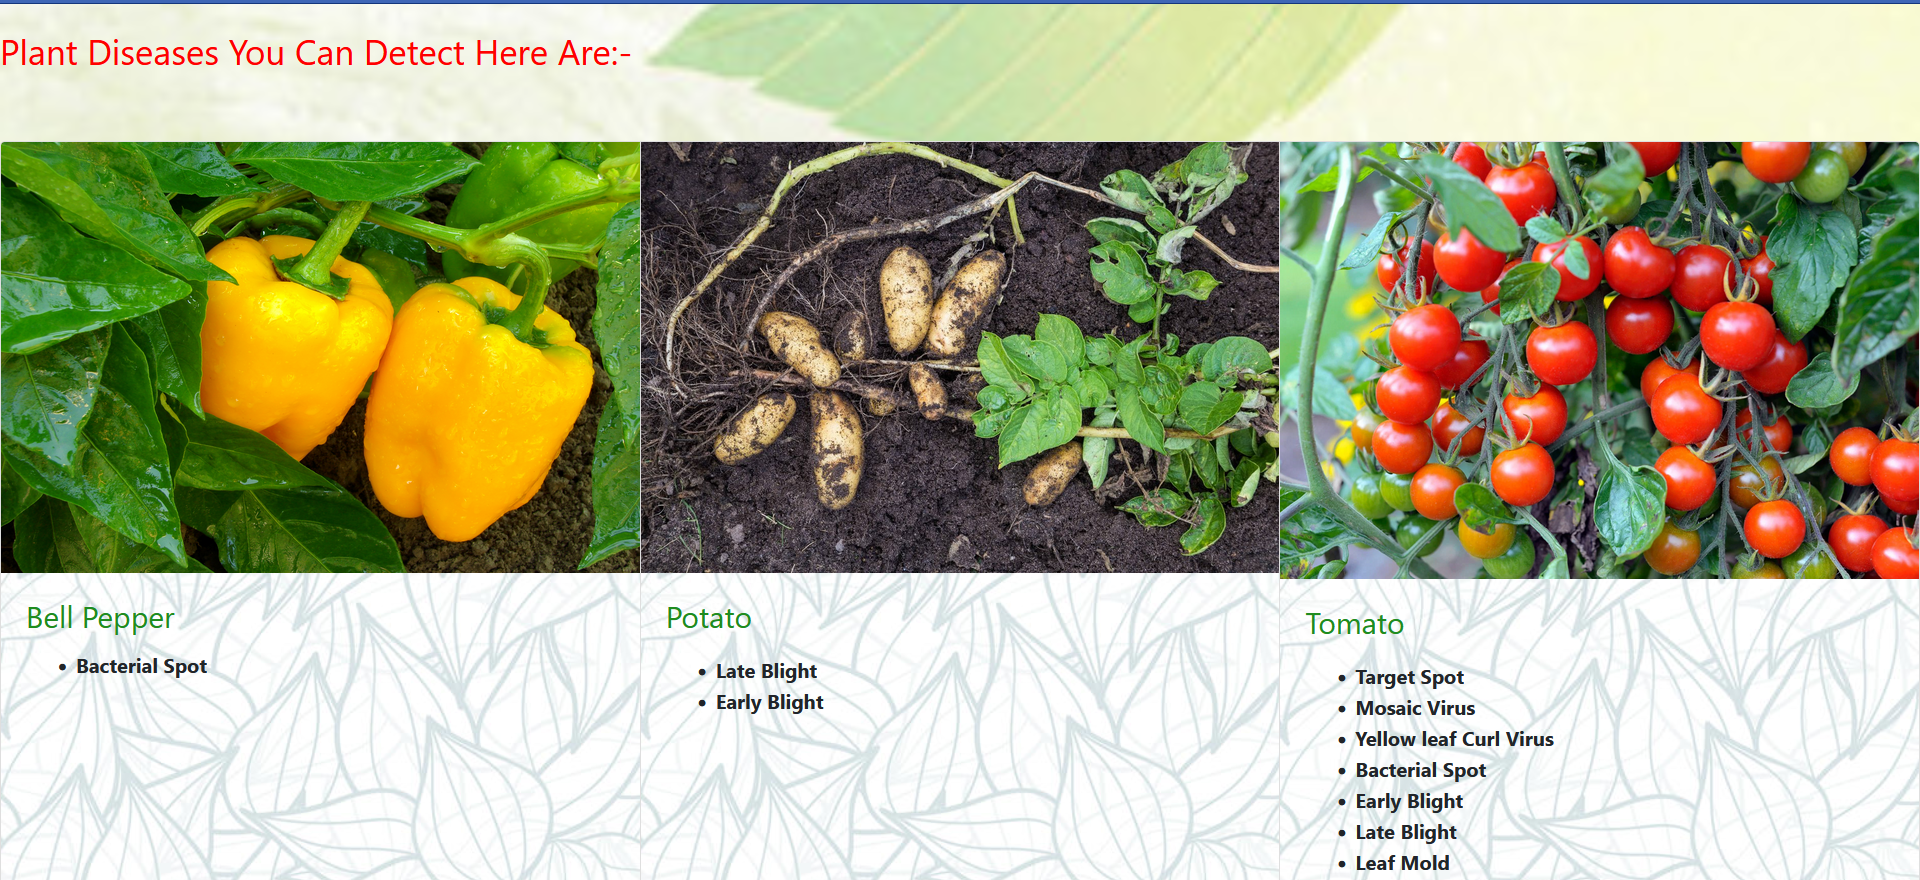 Plant Diseases You Can Detect Here Are:-
Bell Pepper
• Bacterial Spot
Potato
• Late Blight
• Early Blight
Tomato
• Target Spot
• Mosaic Virus
• Yellow leaf Curl Virus
• Bacterial Spot
• Early Blight
• Late Blight
• Leaf Mold